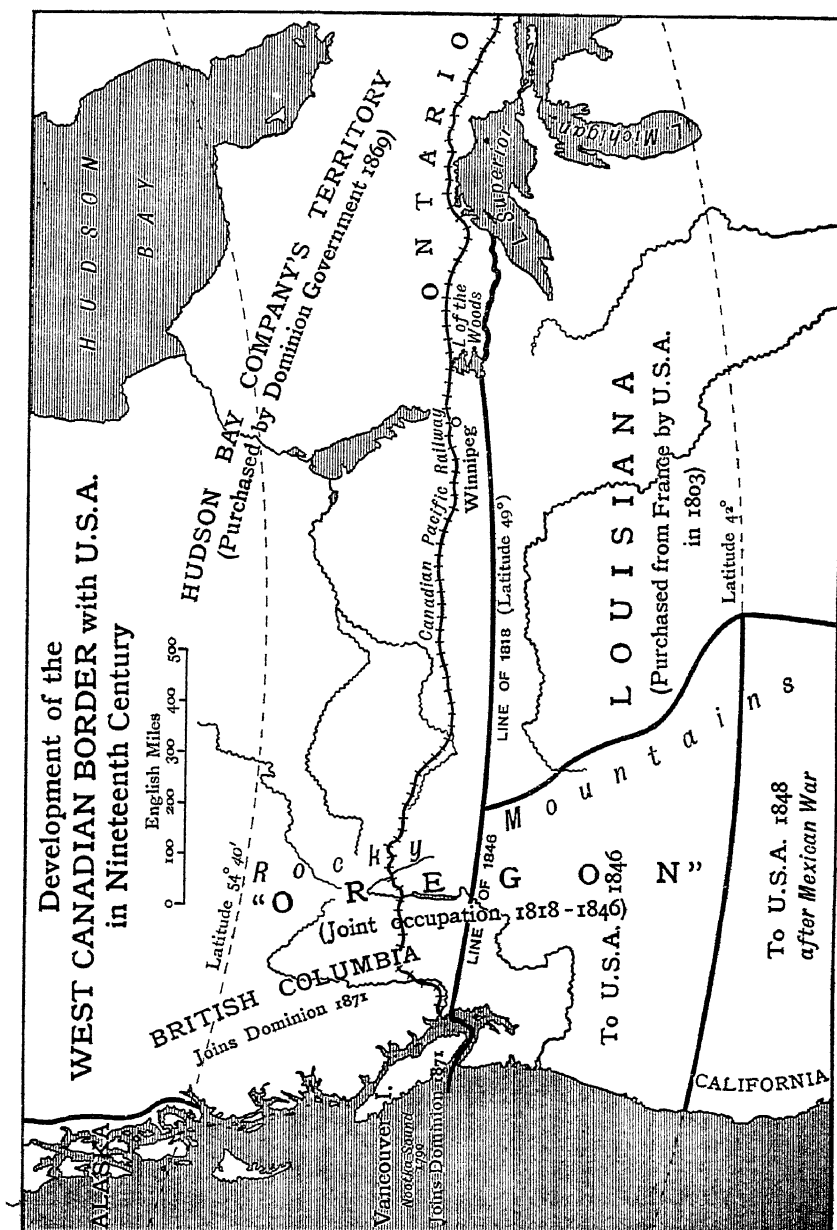 Development of the
WEST CANADIAN BORDER with U.S.A.
in Nineteenth Century
English Miles
0 100 200 300 400 500
HUDSON
BAY
HUDSON BAY COMPANY'S TERRITORY
(Purchased by Dominion Government 1869)
ONTARIO
Latitude 54° 40'
Rocky
Mountains
"OREGON"
(Joint occupation 1818-1846)
BRITISH COLUMBIA
Joins Dominion 1871
ALASKA
Vancouver I.
Nootka Sound
1790
Joins Dominion 1871
Canadian Pacific Railway
Winnipeg
L of the
Woods
L. Superior
L. Michigan
LINE OF 1846
LINE OF 1818 (Latitude 49°)
To U.S.A. 1846
LOUISIANA
(Purchased from France by U.S.A.
in 1803)
Latitude 42°
To U.S.A. 1848
after Mexican War
CALIFORNIA